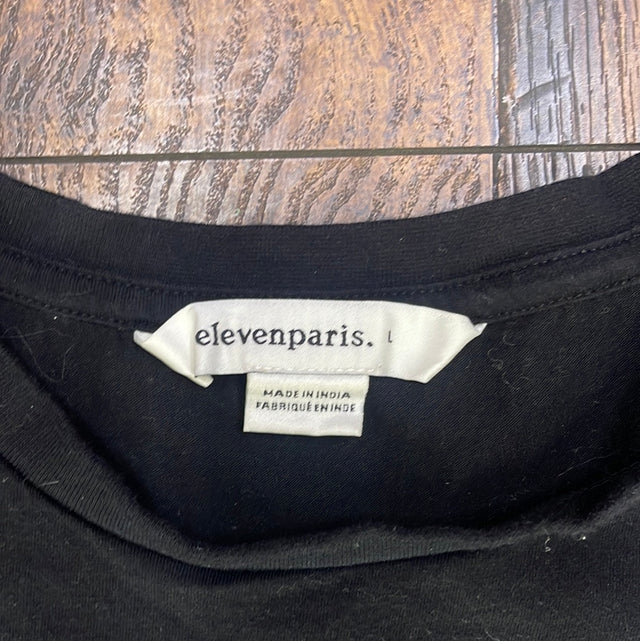 elevenparis. L
MADE IN INDIA
FABRIQUÉ EN INDE